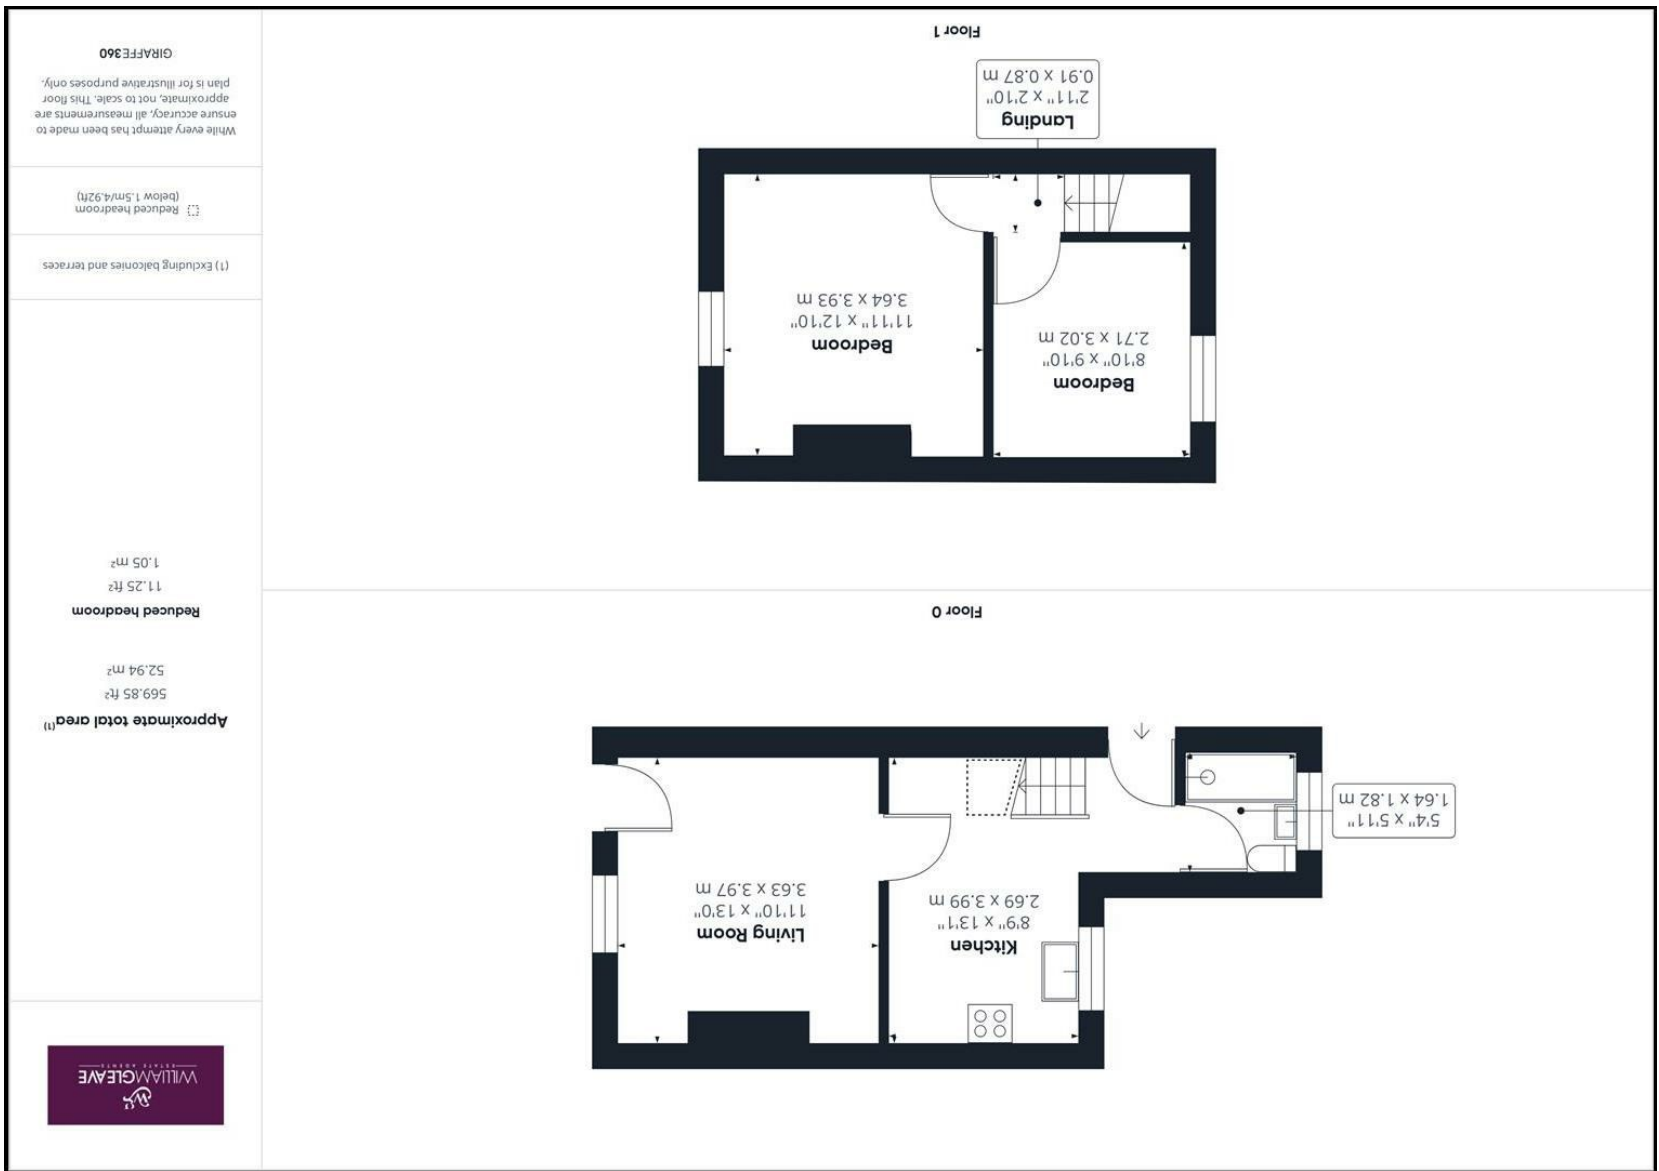 Kitchen
8'9" x 13'1"
2.69 x 3.99 m
Living Room
11'10" x 13'0"
3.63 x 3.97 m
5'4" x 5'11"
1.64 x 1.82 m
Floor 0
Bedroom
8'10" x 9'10"
2.71 x 3.02 m
Bedroom
11'11" x 12'10"
3.64 x 3.93 m
Landing
2'11" x 2'10"
0.91 x 0.87 m
Floor 1
WILLIAMGLEAVE
ESTATE AGENTS
Approximate total area(1)
569.85 ft²
52.94 m²
Reduced headroom
11.25 ft²
1.05 m²
(1) Excluding balconies and terraces
Reduced headroom
(below 1.5m/4.92ft)
While every attempt has been made to
ensure accuracy, all measurements are
approximate, not to scale. This floor
plan is for illustrative purposes only.
GIRAFFE360